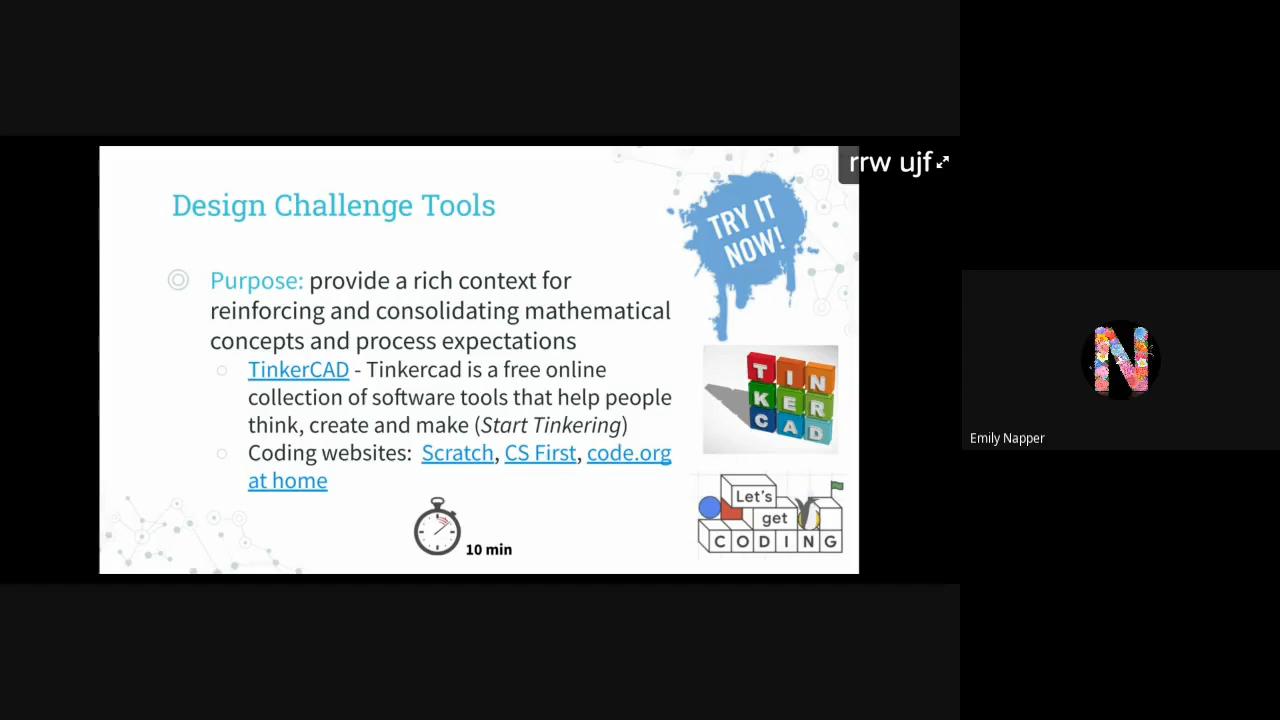 rrw ujf
Design Challenge Tools
TRY IT
NOW!
Purpose: provide a rich context for
reinforcing and consolidating mathematical
concepts and process expectations
TinkerCAD - Tinkercad is a free online
collection of software tools that help people
think, create and make (Start Tinkering)
Coding websites: Scratch, CS First, code.org
at home
10 min
TIN
KER
CAD
Let's
get
CODING
N
Emily Napper